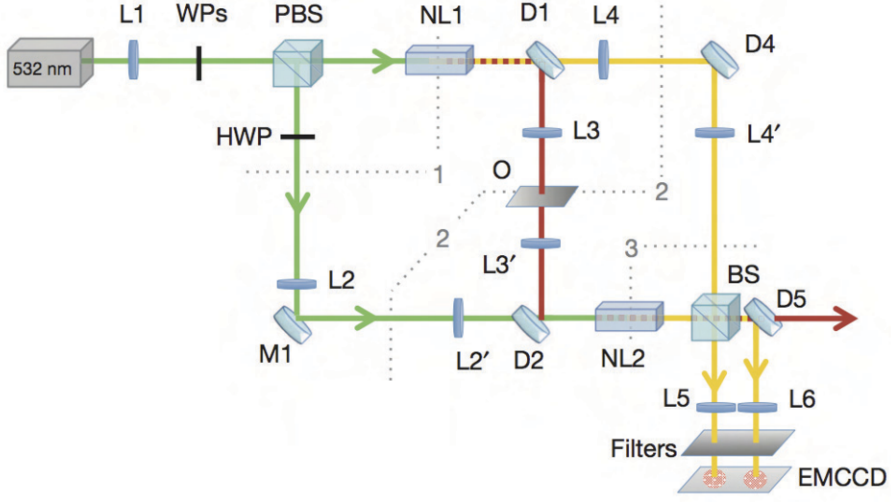 L1
WPs
PBS
NL1
D1
L4
D4
532 nm
HWP
L3
L4′
O
1
2
2
L3′
3
L2
BS
D5
M1
L2′
D2
NL2
L5
L6
Filters
EMCCD